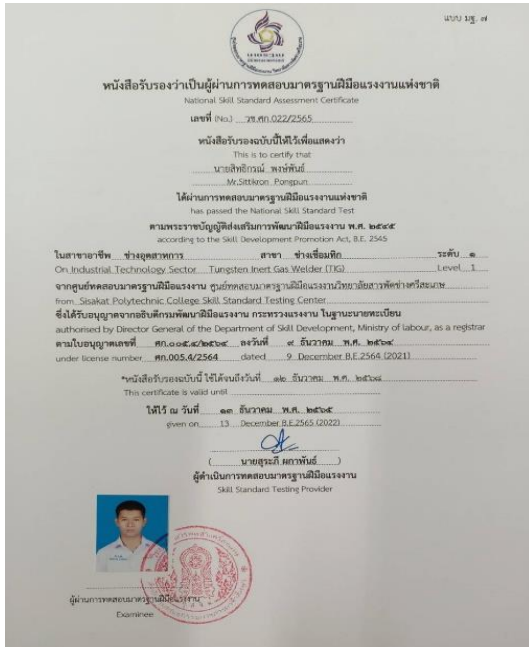 แบบ มฐ. ๗
หนังสือรับรองว่าเป็นผู้ผ่านการทดสอบมาตรฐานฝีมือแรงงานแห่งชาติ
National Skill Standard Assessment Certificate
เลขที่ (No.) วช.ศก.022/2565
หนังสือรับรองฉบับนี้ให้ไว้เพื่อแสดงว่า
This is to certify that
นายสิทธิกรณ์ พงษ์พันธ์
Mr.Sittikron Pongpun
ได้ผ่านการทดสอบมาตรฐานฝีมือแรงงานแห่งชาติ
has passed the National Skill Standard Test
ตามพระราชบัญญัติส่งเสริมการพัฒนาฝีมือแรงงาน พ.ศ. ๒๕๔๕
according to the Skill Development Promotion Act, B.E. 2545
ในสาขาอาชีพ ช่างอุตสาหการ สาขา ช่างเชื่อมทิก ระดับ ๑
On Industrial Technology Sector Tungsten Inert Gas Welder (TIG) Level 1
จากศูนย์ทดสอบมาตรฐานฝีมือแรงงาน ศูนย์ทดสอบมาตรฐานฝีมือแรงงานวิทยาลัยสารพัดช่างศรีสะเกษ
from Sisakat Polytechnic College Skill Standard Testing Center
ซึ่งได้รับอนุญาตจากอธิบดีกรมพัฒนาฝีมือแรงงาน กระทรวงแรงงาน ในฐานะนายทะเบียน
authorised by Director General of the Department of Skill Development, Ministry of labour, as a registrar
ตามใบอนุญาตเลขที่ ศก.๐๐๕.๔/๒๕๖๔ ลงวันที่ ๙ ธันวาคม พ.ศ. ๒๕๖๔
under license number ศก.005.4/2564 dated 9 December B.E.2564 (2021)
*หนังสือรับรองฉบับนี้ ใช้ได้จนถึงวันที่ ๑๒ ธันวาคม พ.ศ. ๒๕๖๘
This certificate is valid until
ให้ไว้ ณ วันที่ ๑๓ ธันวาคม พ.ศ. ๒๕๖๕
given on 13 December B.E.2565 (2022)
( นายสุระภี ผกาพันธ์ )
ผู้ดำเนินการทดสอบมาตรฐานฝีมือแรงงาน
Skill Standard Testing Provider
ผู้ผ่านการทดสอบมาตรฐานฝีมือแรงงาน
Examinee